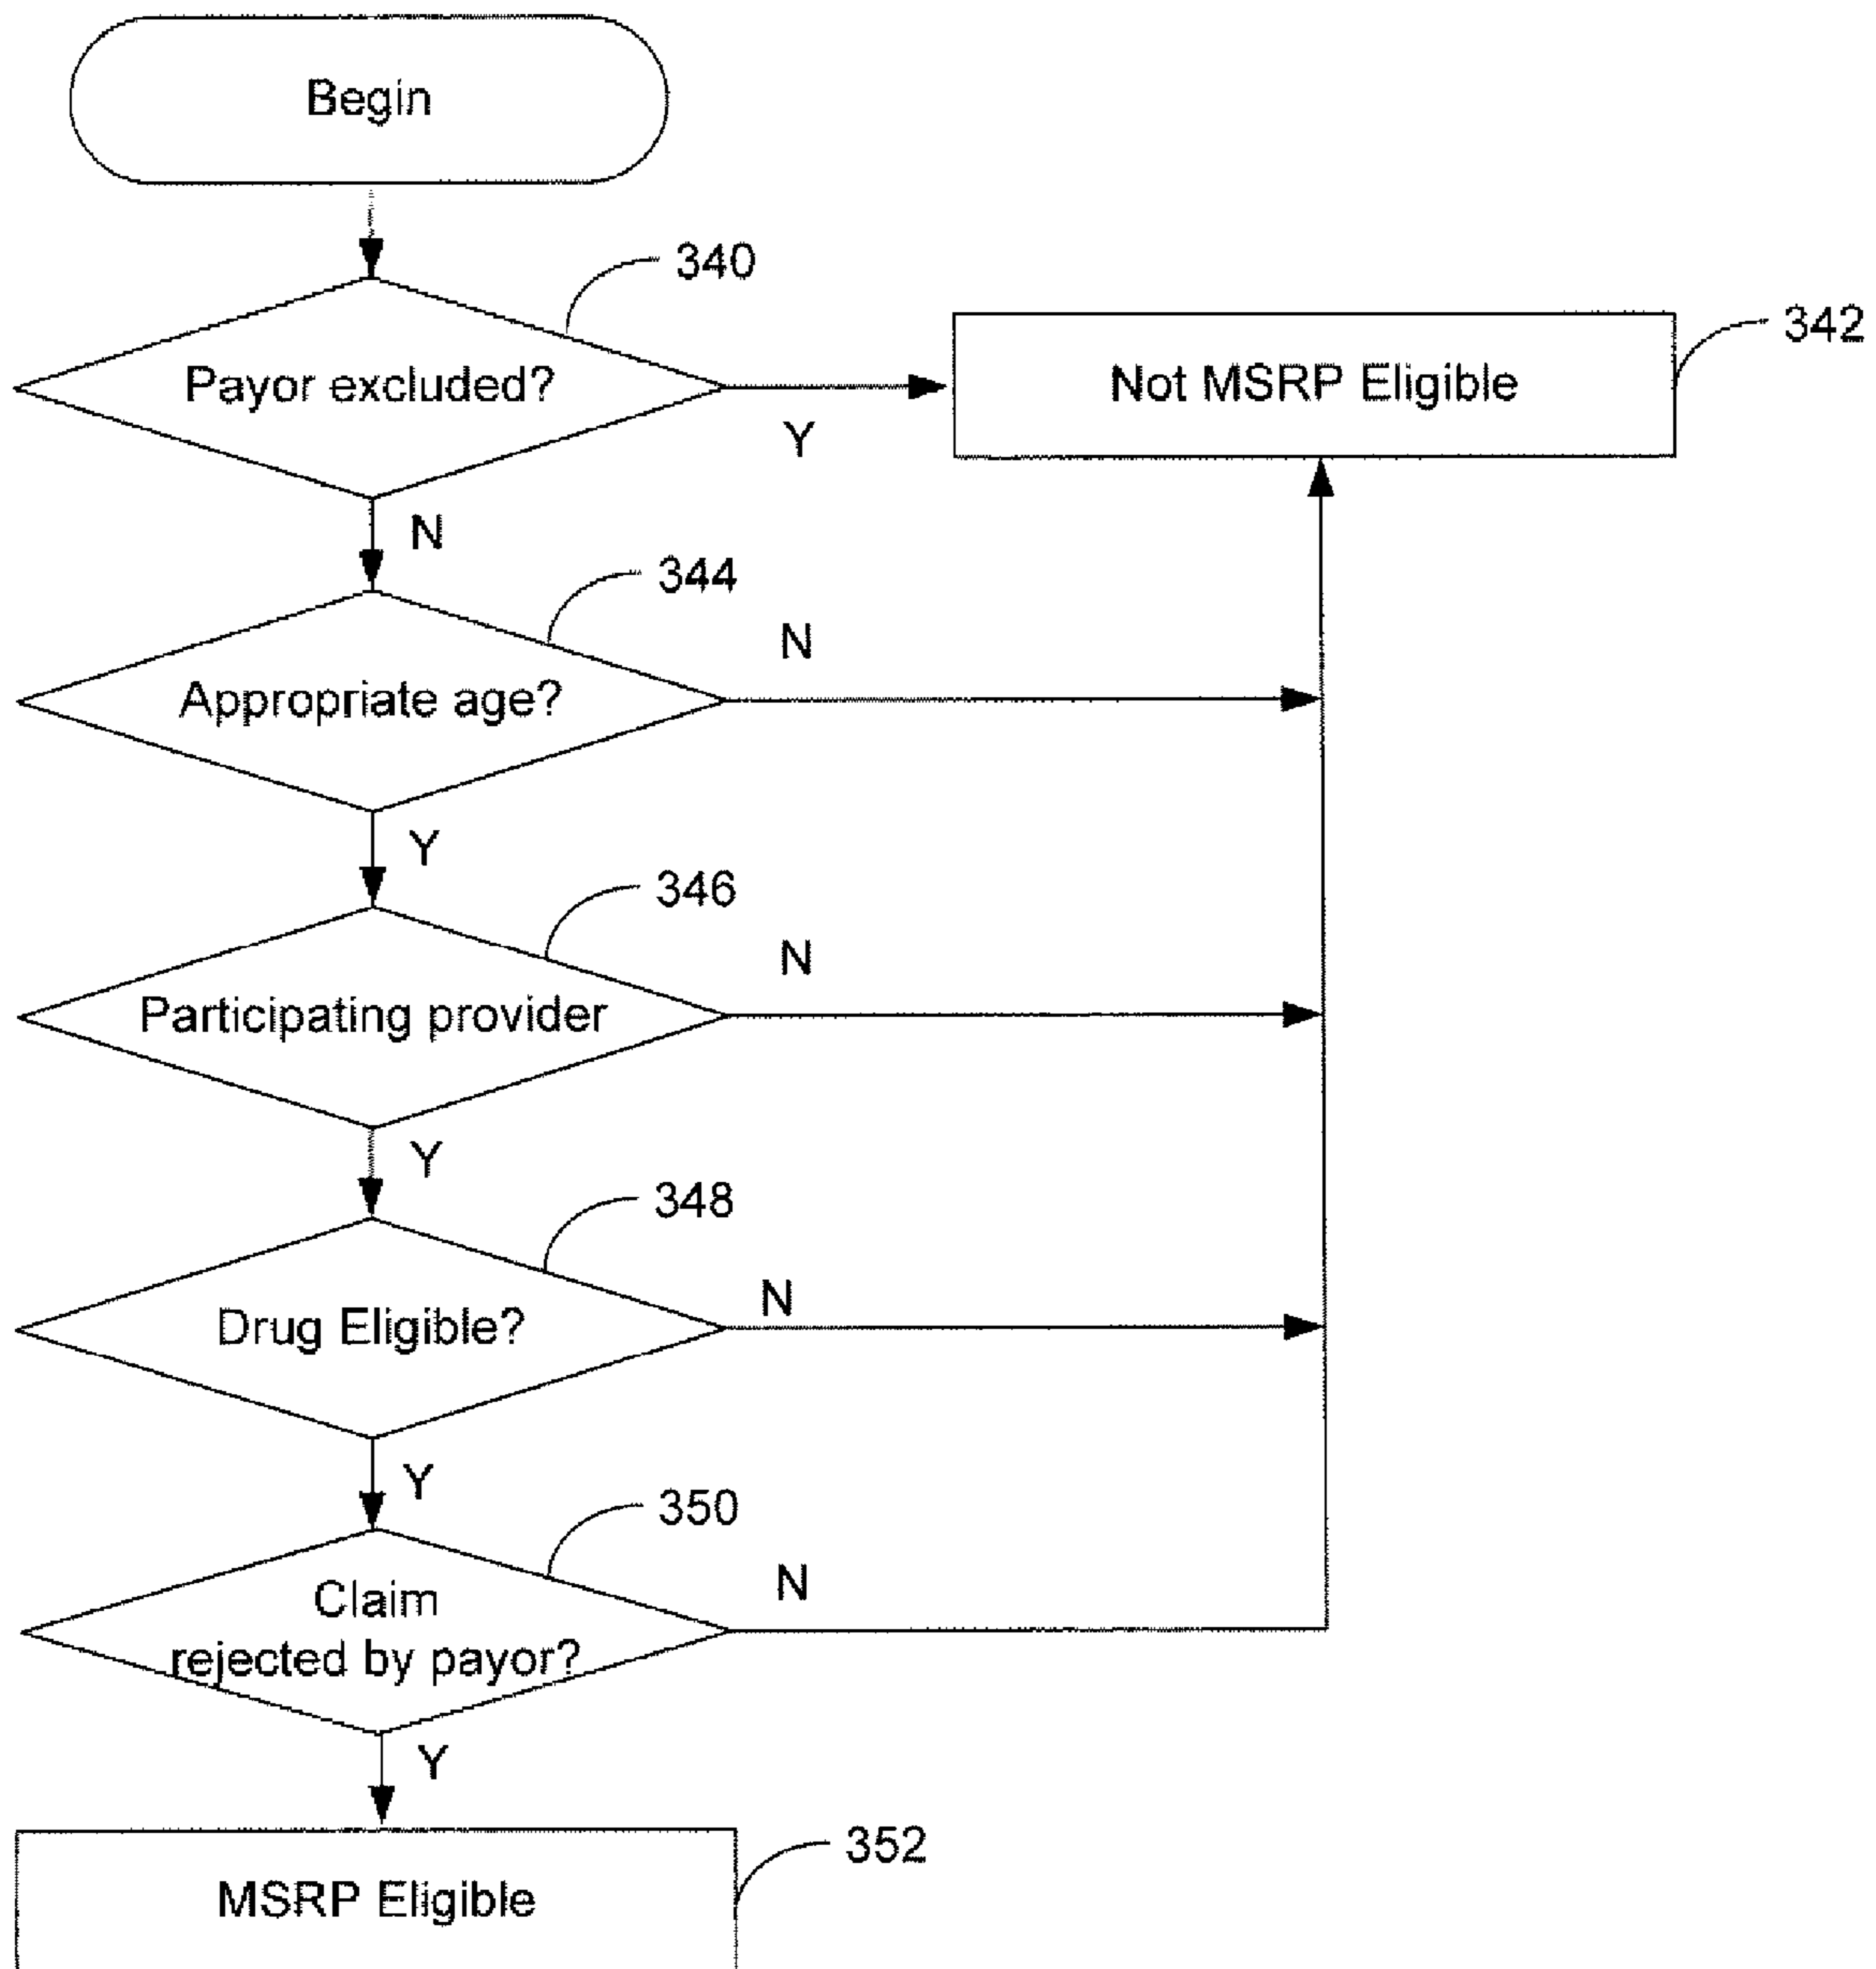 Begin
340
Payor excluded?
Y
Not MSRP Eligible
342
N
344
Appropriate age?
N
Y
346
Participating provider
N
Y
348
Drug Eligible?
N
Y
350
Claim
rejected by payor?
N
Y
352
MSRP Eligible